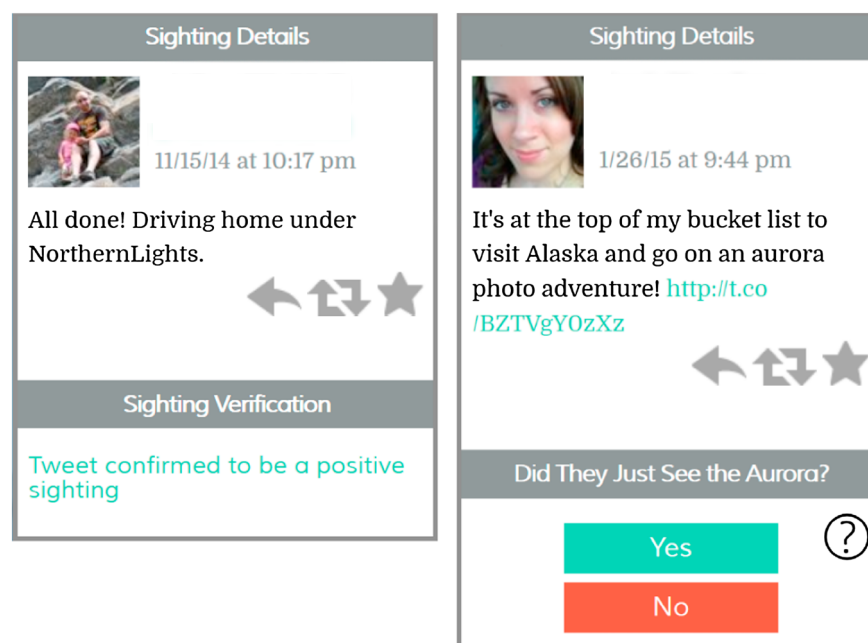 Sighting Details
11/15/14 at 10:17 pm
All done! Driving home under
NorthernLights.
Sighting Verification
Tweet confirmed to be a positive
sighting
Sighting Details
1/26/15 at 9:44 pm
It's at the top of my bucket list to
visit Alaska and go on an aurora
photo adventure! http://t.co
/BZTVgY0zXz
Did They Just See the Aurora?
?
Yes
No